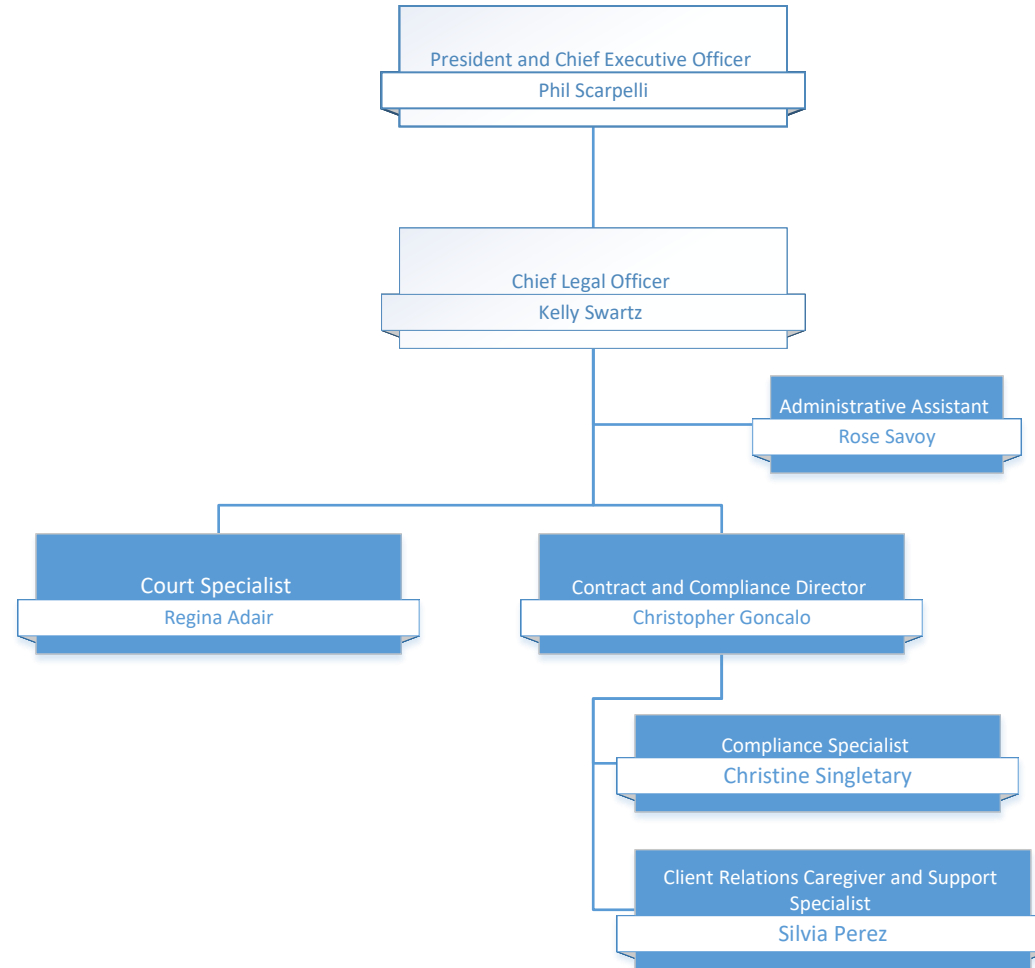 President and Chief Executive Officer
Phil Scarpelli
Chief Legal Officer
Kelly Swartz
Administrative Assistant
Rose Savoy
Court Specialist
Regina Adair
Contract and Compliance Director
Christopher Goncalo
Compliance Specialist
Christine Singletary
Client Relations Caregiver and Support
Specialist
Silvia Perez